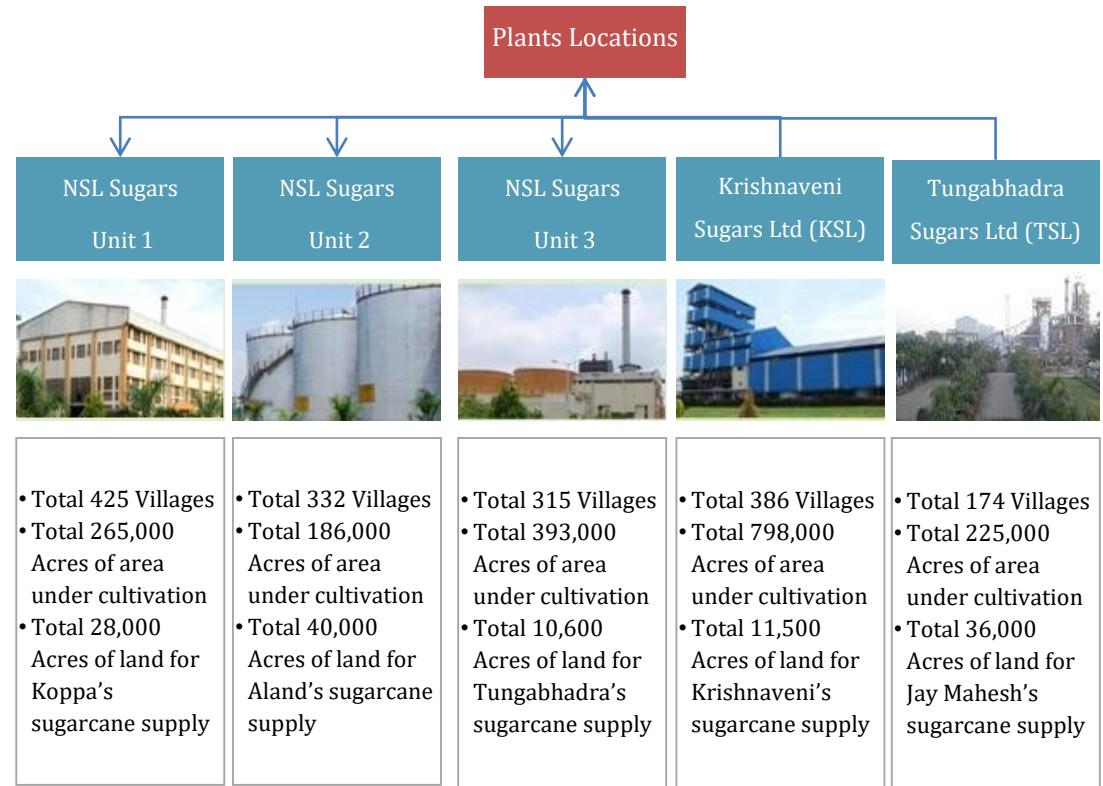 Plants Locations
NSL Sugars
Unit 1
NSL Sugars
Unit 2
NSL Sugars
Unit 3
Krishnaveni
Sugars Ltd (KSL)
Tungabhadra
Sugars Ltd (TSL)
• Total 425 Villages
• Total 265,000
Acres of area
under cultivation
• Total 28,000
Acres of land for
Koppa's
sugarcane supply
• Total 332 Villages
• Total 186,000
Acres of area
under cultivation
• Total 40,000
Acres of land for
Aland's sugarcane
supply
• Total 315 Villages
• Total 393,000
Acres of area
under cultivation
• Total 10,600
Acres of land for
Tungabhadra's
sugarcane supply
• Total 386 Villages
• Total 798,000
Acres of area
under cultivation
• Total 11,500
Acres of land for
Krishnaveni's
sugarcane supply
• Total 174 Villages
• Total 225,000
Acres of area
under cultivation
• Total 36,000
Acres of land for
Jay Mahesh's
sugarcane supply